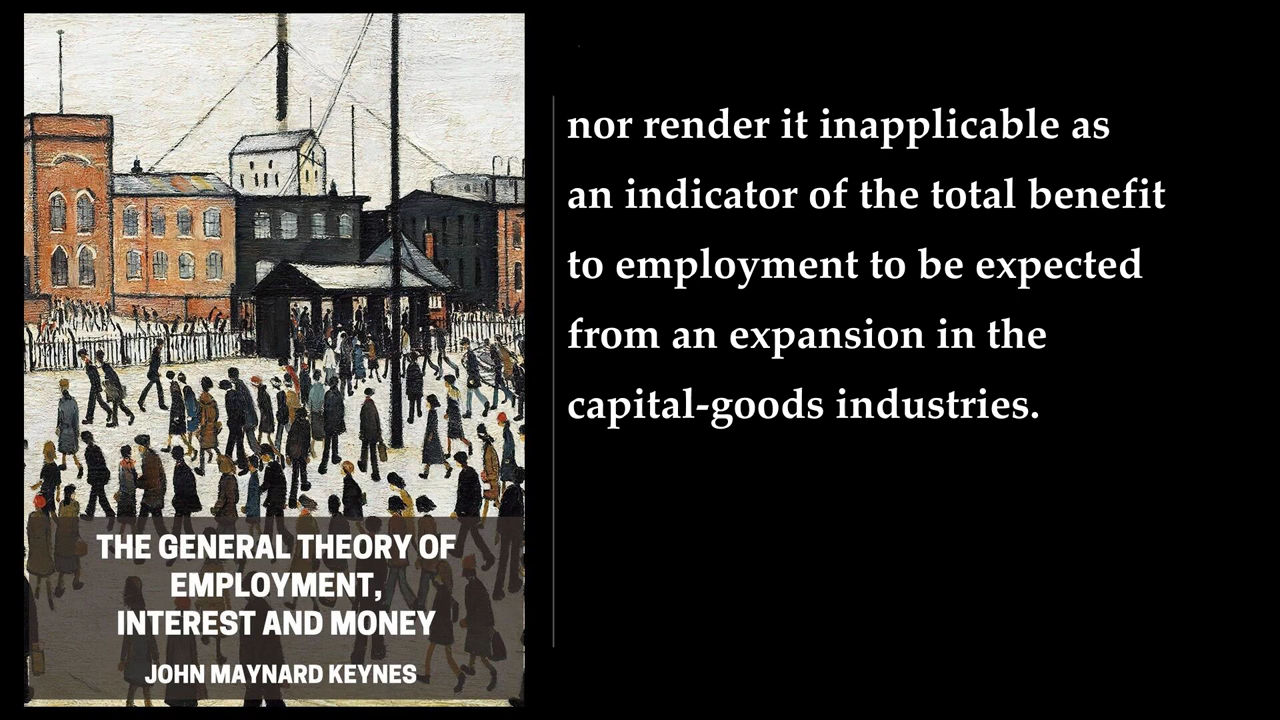 THE GENERAL THEORY OF
EMPLOYMENT,
INTEREST AND MONEY
JOHN MAYNARD KEYNES
nor render it inapplicable as
an indicator of the total benefit
to employment to be expected
from an expansion in the
capital-goods industries.